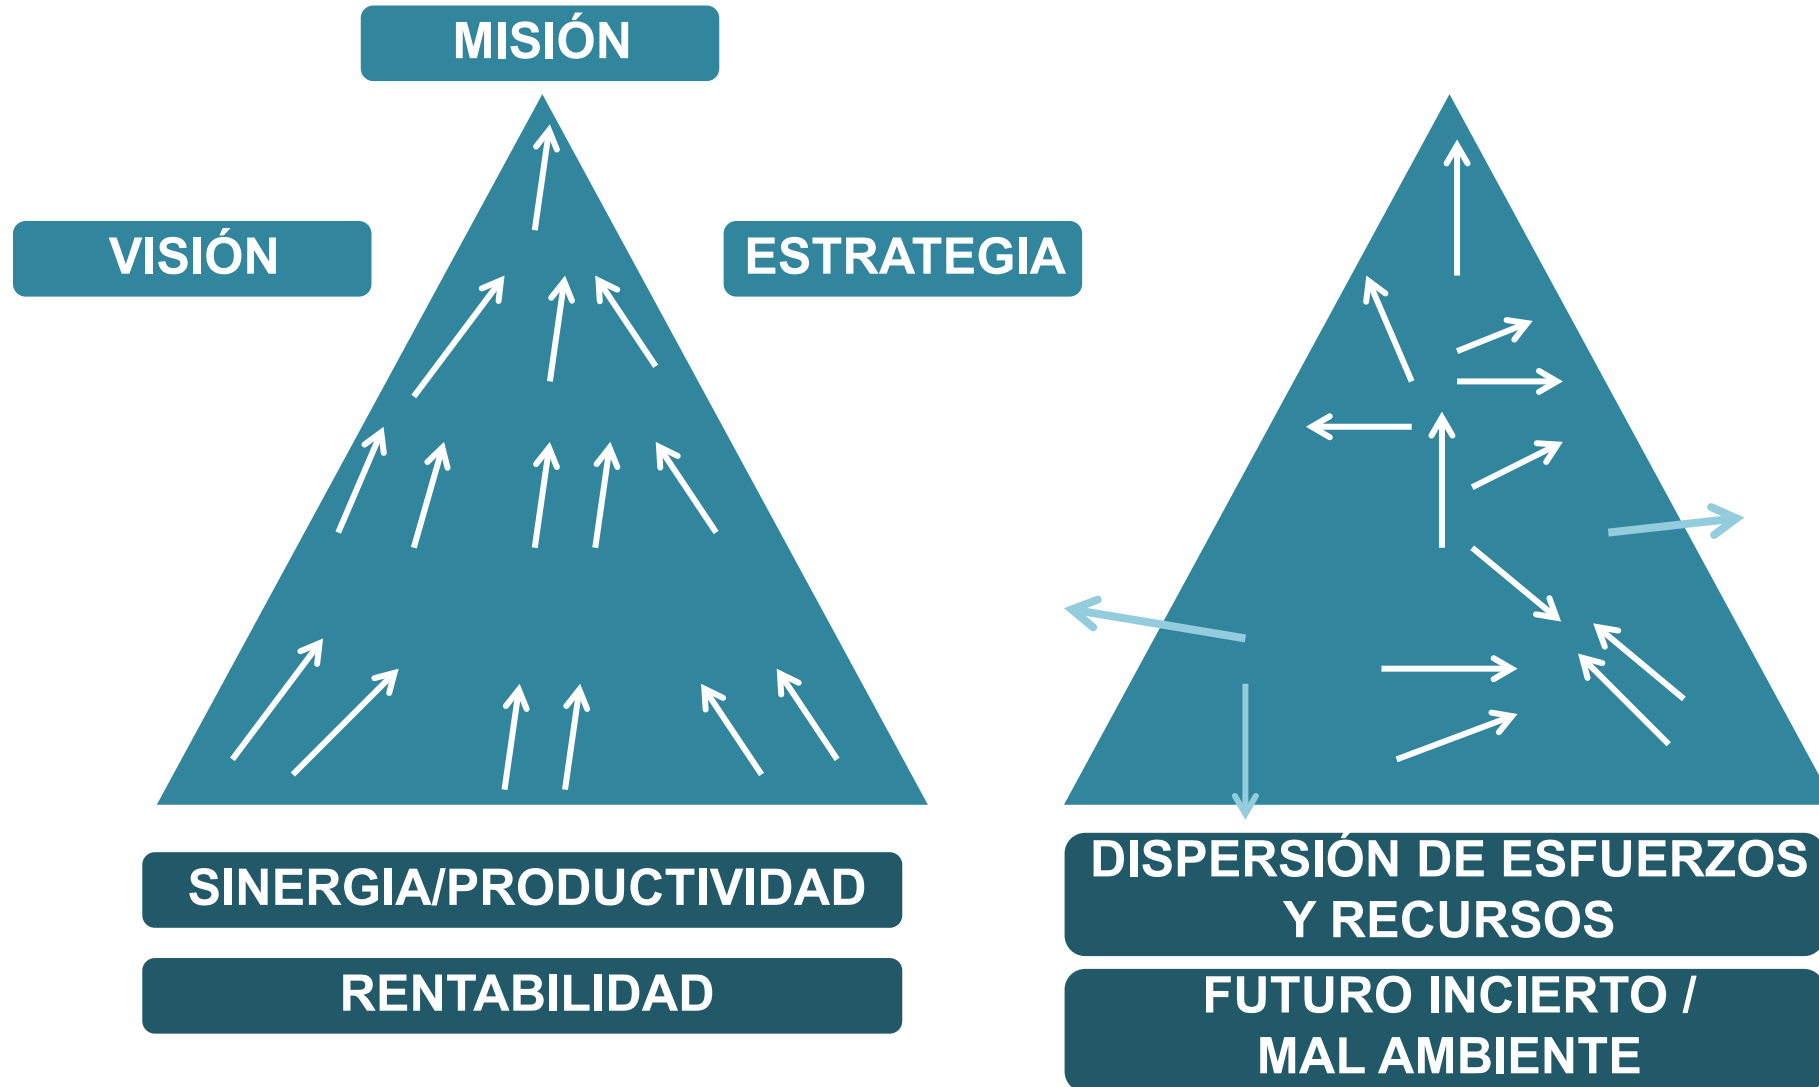 MISIÓN
VISIÓN
ESTRATEGIA
SINERGIA/PRODUCTIVIDAD
RENTABILIDAD
DISPERSIÓN DE ESFUERZOS
Y RECURSOS
FUTURO INCIERTO /
MAL AMBIENTE